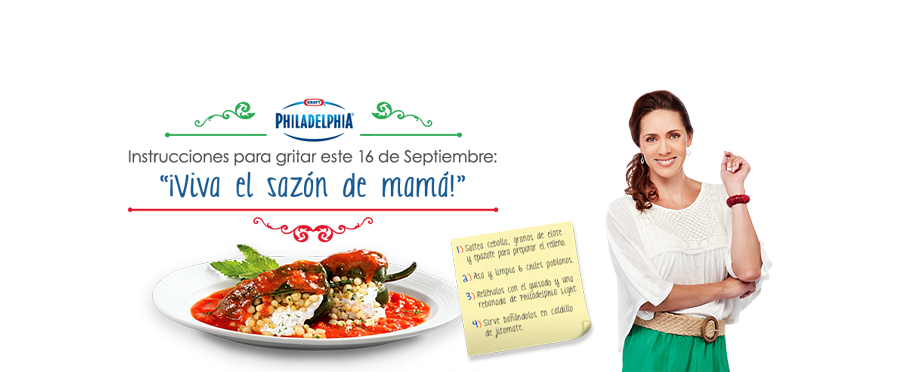 KRAFT
PHILADELPHIA
Instrucciones para gritar este 16 de Septiembre:
"¡Viva el sazón de mamá!"
1) Saltea cebolla, granos de elote
y epazote para preparar el relleno.
2) Asa y limpia 6 chiles poblanos.
3) Rellénalos con el guisado y una
rebanada de Philadelphia Light.
4) Sirve bañándolos en caldillo
de jitomate.